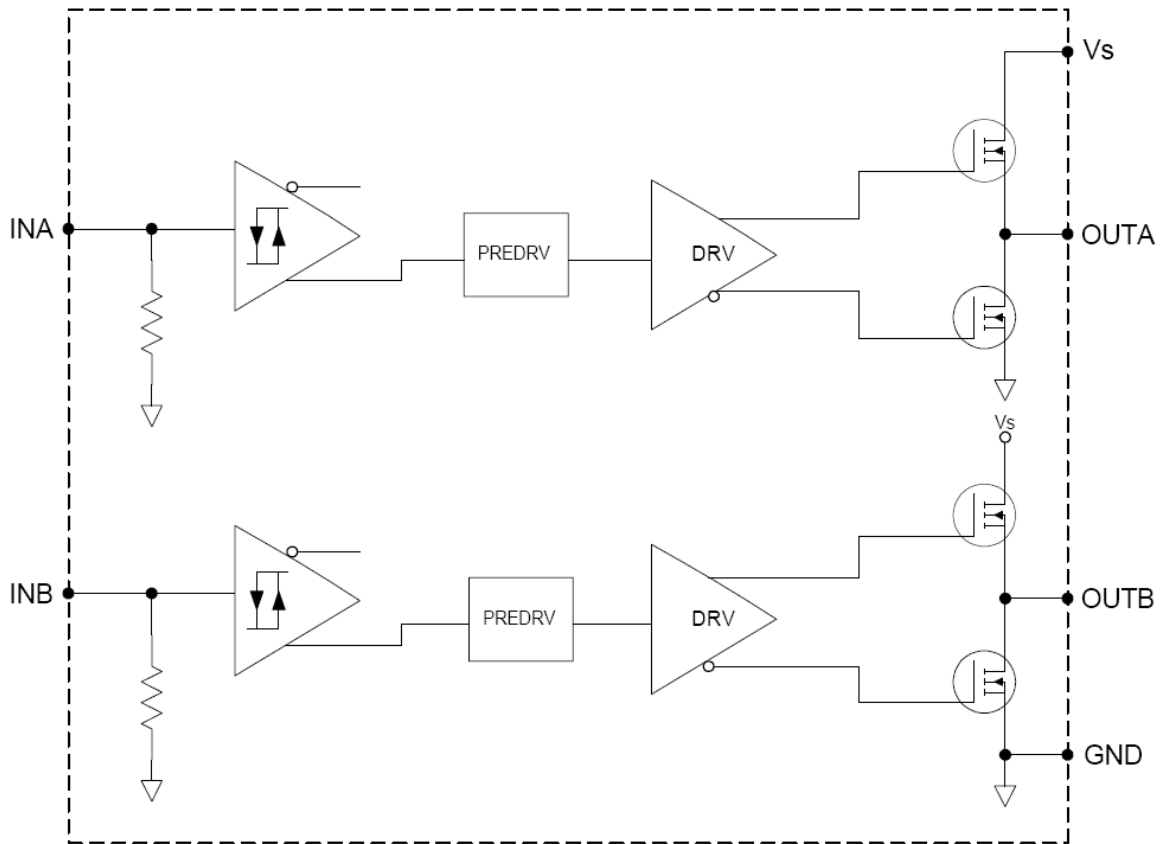 Vs
INA
PREDRV
DRV
OUTA
Vs
INB
PREDRV
DRV
OUTB
GND